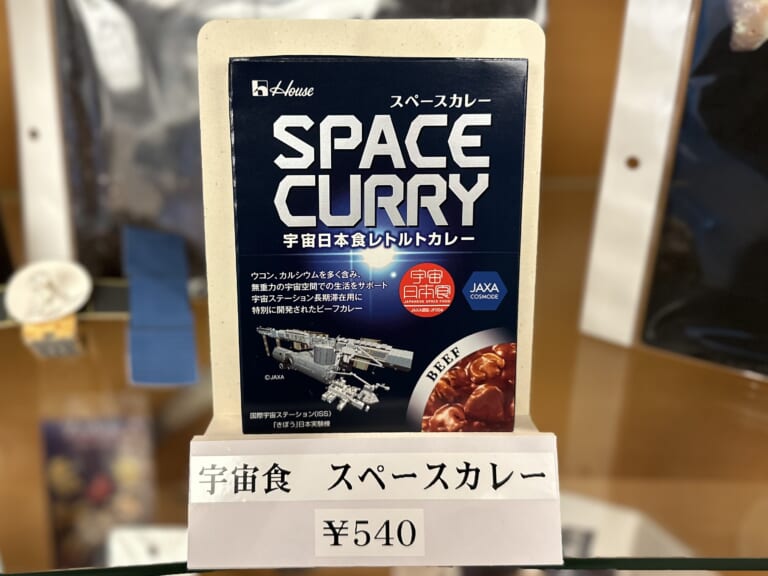 House
スペースカレー
SPACE
CURRY
宇宙日本食レトルトカレー
ウコン、カルシウムを多く含み、
無重力の宇宙空間での生活をサポート
宇宙ステーション長期滞在用に
特別に開発されたビーフカレー
宇宙
日本食
JAPANESE SPACE FOOD
JAXA
COSMODE
BEEF
©JAXA
国際宇宙ステーション(ISS)
「きぼう」日本実験棟
宇宙食 スペースカレー
¥540